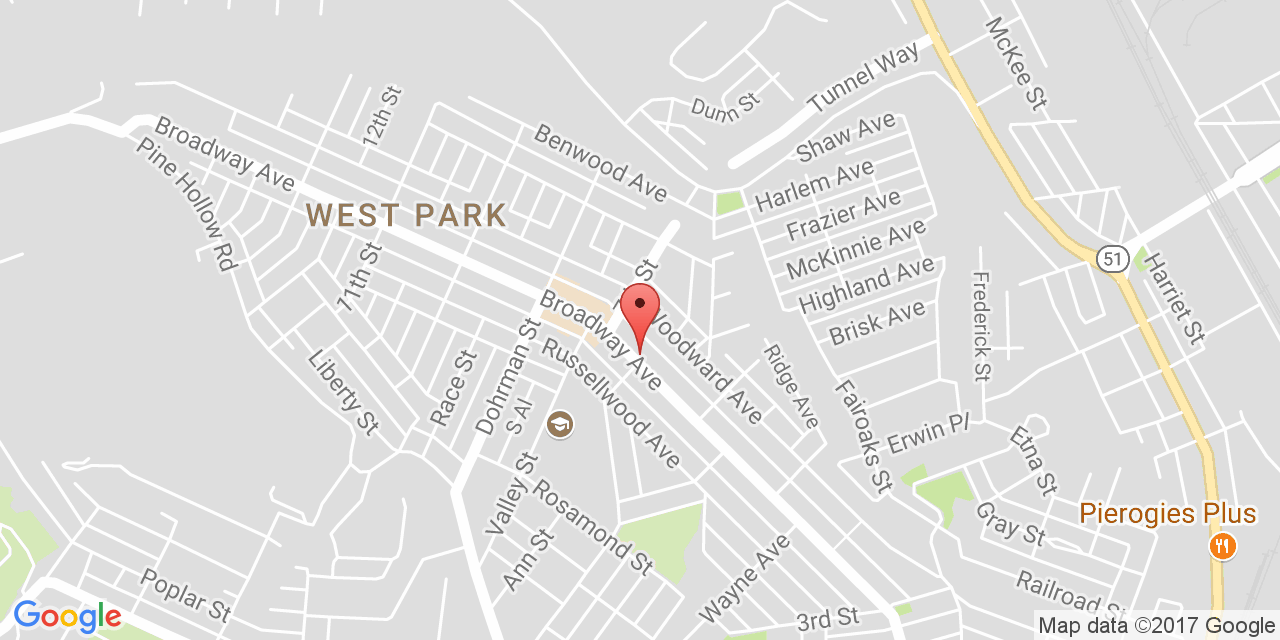 McKee St
Tunnel Way
12th St
Dunn St
Broadway Ave
Shaw Ave
Benwood Ave
Pine Hollow Rd
Harlem Ave
WEST PARK
Frazier Ave
McKinnie Ave
51
11th St
St
Highland Ave
Harriet St
Frederick St
Brisk Ave
Broadway Ave
Woodward Ave
Dohrman St
Russellwood Ave
Ridge Ave
Liberty St
Race St
S Al
Fairoaks St
Erwin Pl
Etna St
Valley St
Rosamond St
Pierogies Plus
Gray St
Ann St
Wayne Ave
Poplar St
Railroad St
3rd St
Google
Map data ©2017 Google